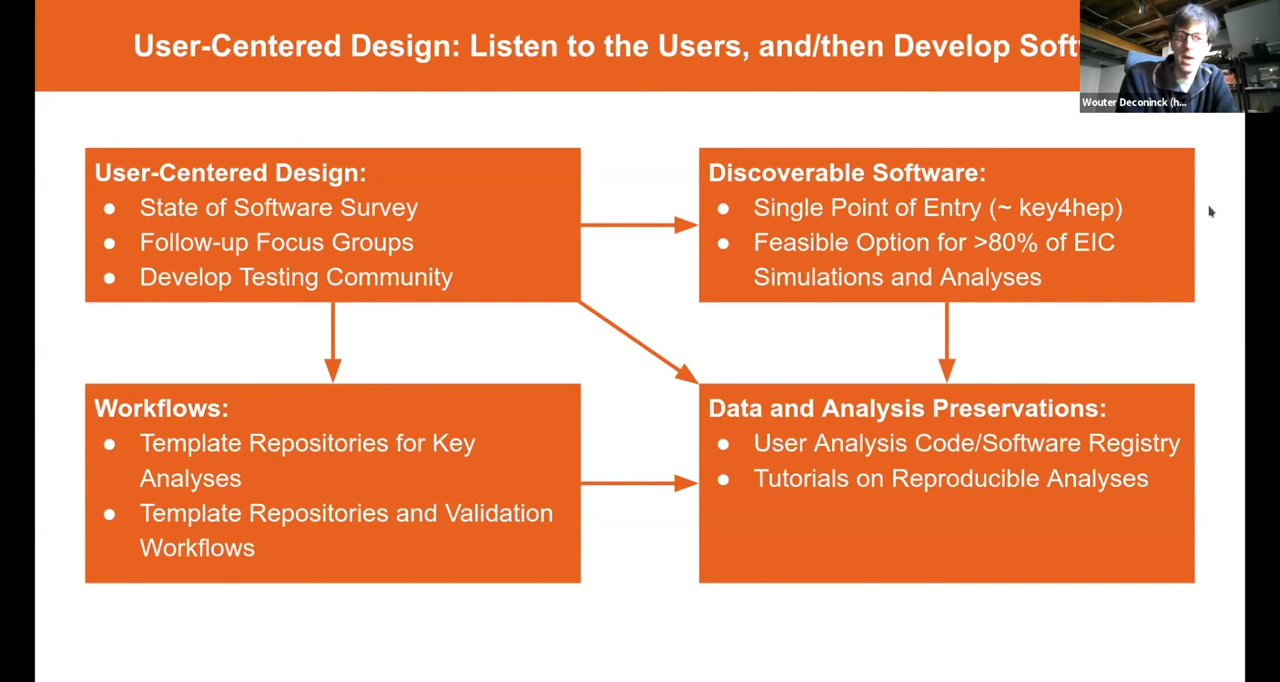 User-Centered Design: Listen to the Users, and/then Develop
Wouter Deconinck (h...
User-Centered Design:
● State of Software Survey
● Follow-up Focus Groups
● Develop Testing Community
Discoverable Software:
● Single Point of Entry (~ key4hep)
● Feasible Option for >80% of EIC
Simulations and Analyses
Workflows:
● Template Repositories for Key
Analyses
● Template Repositories and Validation
Workflows
Data and Analysis Preservations:
● User Analysis Code/Software Registry
● Tutorials on Reproducible Analyses